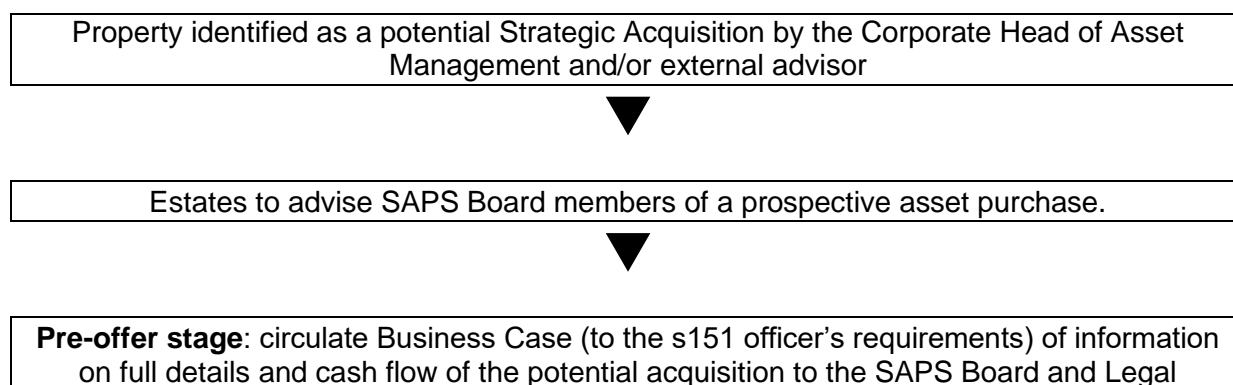 Property identified as a potential Strategic Acquisition by the Corporate Head of Asset
Management and/or external advisor
Estates to advise SAPS Board members of a prospective asset purchase.
Pre-offer stage: circulate Business Case (to the s151 officer's requirements) of information
on full details and cash flow of the potential acquisition to the SAPS Board and Legal